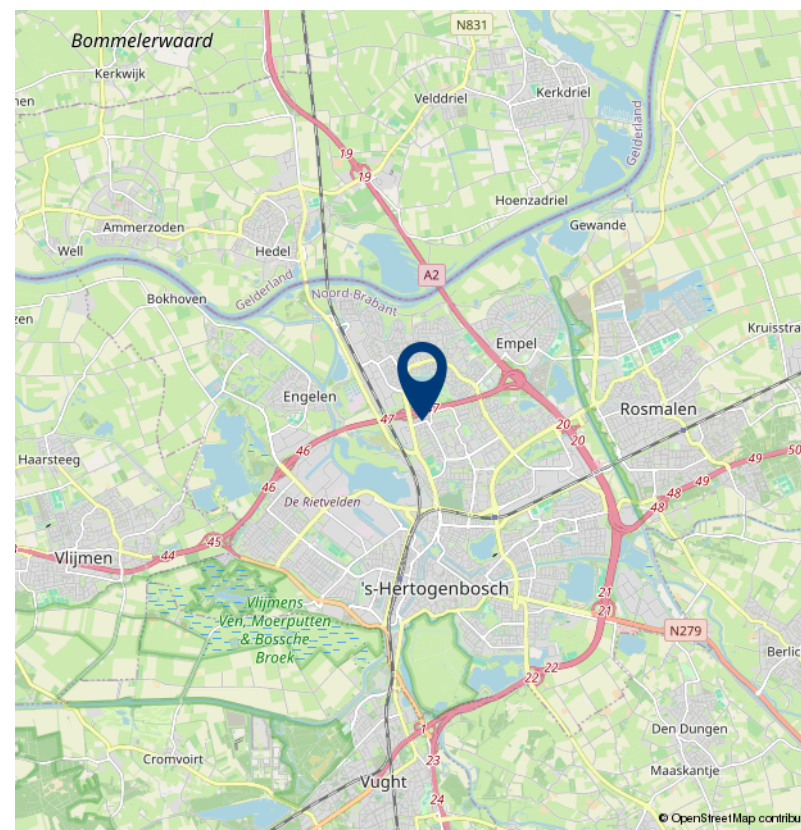 N831
Bommelerwaard
Kerkwijk
Velddriel
Kerkdriel
nen
Gelderland
19
19
Hoenzadriel
Ammerzoden
Gewande
Well
Hedel
A2
Gelderland
Bokhoven
Noord-Brabant
zen
Kruisstra
Empel
Engelen
47
47
Rosmalen
20
20
46
46
Haarsteeg
49
50
49
48
48
De Rietvelden
45
44
Vlijmen
's-Hertogenbosch
21
21
Vlijmens
Ven, Moerputten
& Bossche
Broek
N279
Berlic
22
22
1
Den Dungen
23
Cromvoirt
Maaskantje
Vught
24
© OpenStreetMap contribu